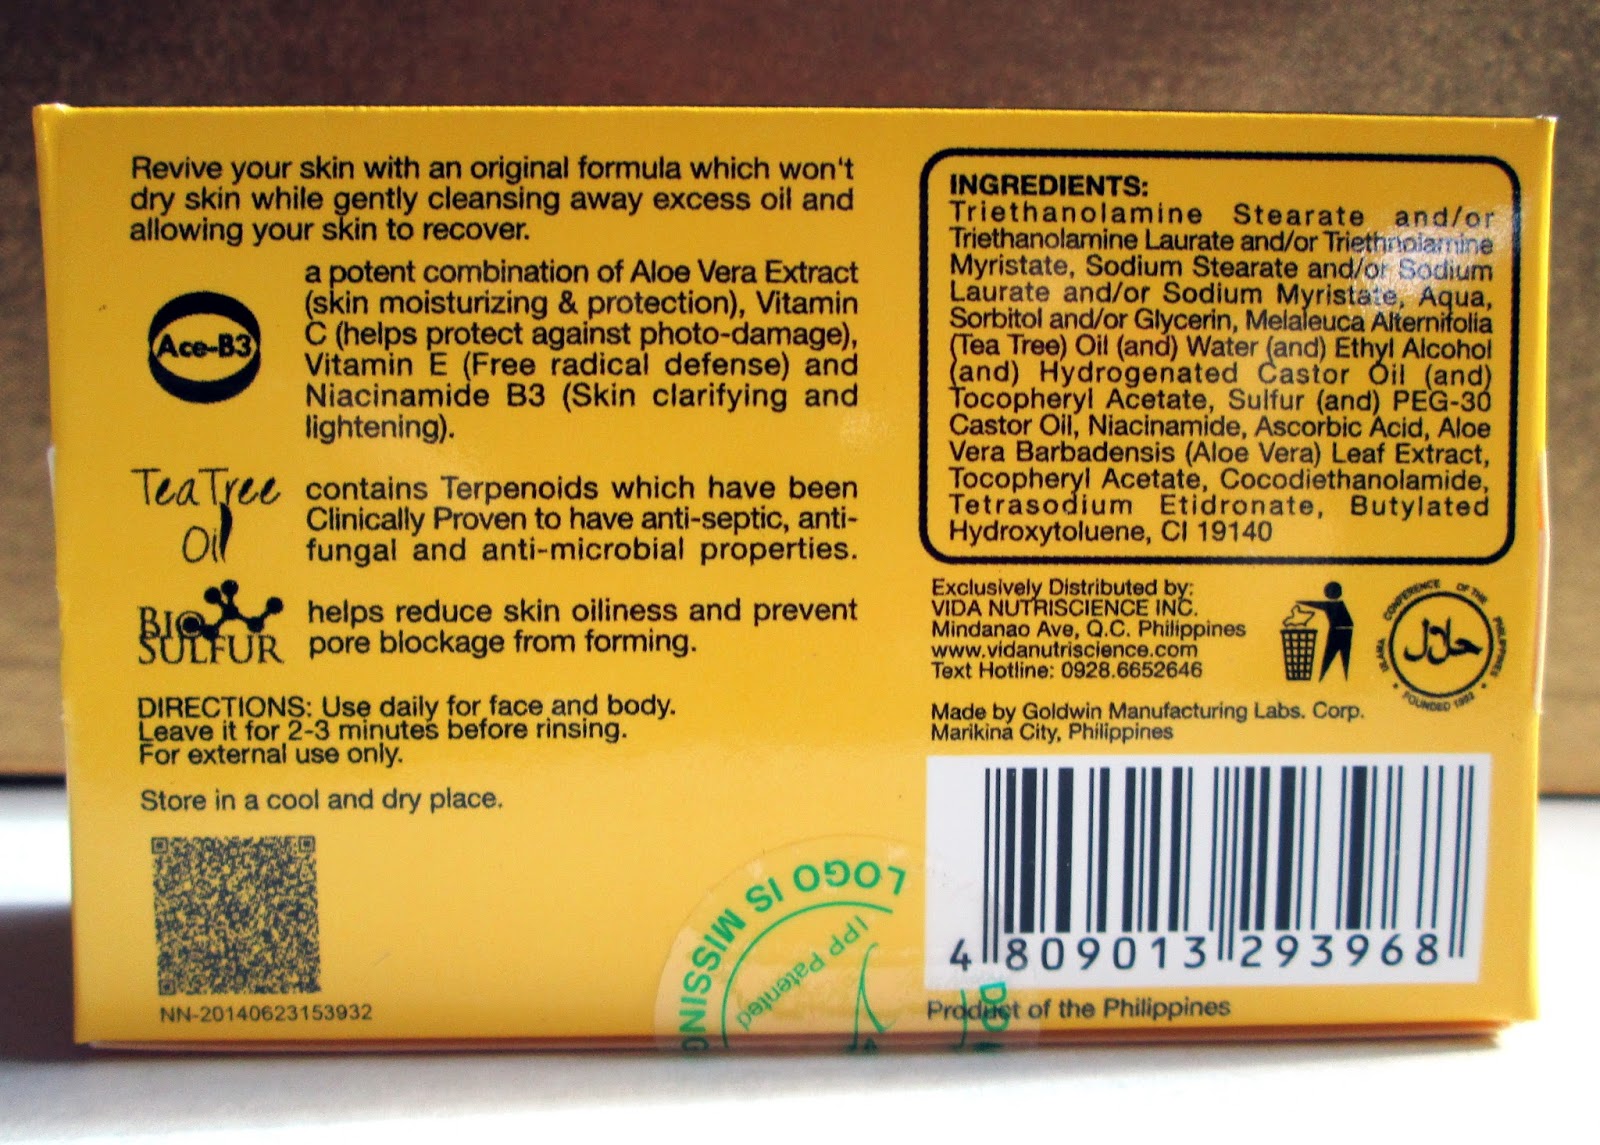 Revive your skin with an original formula which won't
dry skin while gently cleansing away excess oil and
allowing your skin to recover.
Ace-B3
a potent combination of Aloe Vera Extract
(skin moisturizing & protection), Vitamin
C (helps protect against photo-damage),
Vitamin E (Free radical defense) and
Niacinamide B3 (Skin clarifying and
lightening).
Tea Tree
Oil
contains Terpenoids which have been
Clinically Proven to have anti-septic, anti-
fungal and anti-microbial properties.
BIO
SULFUR
helps reduce skin oiliness and prevent
pore blockage from forming.
DIRECTIONS: Use daily for face and body.
Leave it for 2-3 minutes before rinsing.
For external use only.
Store in a cool and dry place.
NN-20140623153932
INGREDIENTS:
Triethanolamine Stearate and/or
Triethanolamine Laurate and/or Triethnolamine
Myristate, Sodium Stearate and/or Sodium
Laurate and/or Sodium Myristate, Aqua,
Sorbitol and/or Glycerin, Melaleuca Alternifolia
(Tea Tree) Oil (and) Water (and) Ethyl Alcohol
(and) Hydrogenated Castor Oil (and)
Tocopheryl Acetate, Sulfur (and) PEG-30
Castor Oil, Niacinamide, Ascorbic Acid, Aloe
Vera Barbadensis (Aloe Vera) Leaf Extract,
Tocopheryl Acetate, Cocodiethanolamide,
Tetrasodium Etidronate, Butylated
Hydroxytoluene, CI 19140
Exclusively Distributed by:
VIDA NUTRISCIENCE INC.
Mindanao Ave, Q.C. Philippines
www.vidanutriscience.com
Text Hotline: 0928.6652646
ULAMA CONFERENCE OF THE PHILIPPINES
حلال
FOUNDED 1992
Made by Goldwin Manufacturing Labs. Corp.
Marikina City, Philippines
4 809013 293968
Product of the Philippines
LOGO IS MISSING
IPP Patented
DO